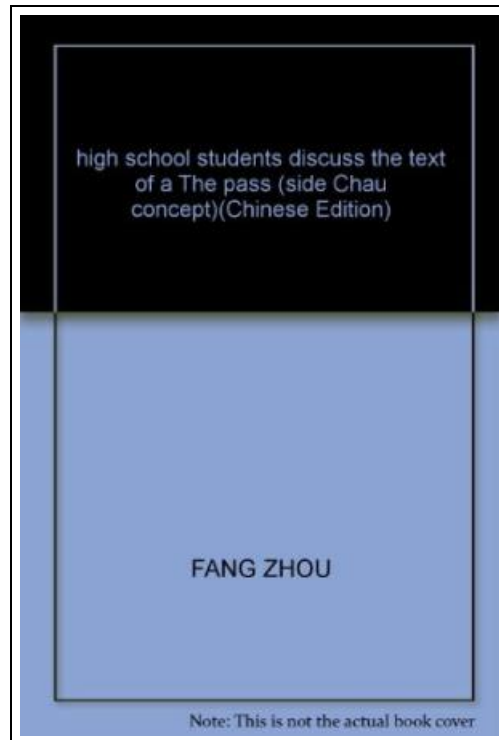 high school students discuss the text
of a The pass (side Chau
concept)(Chinese Edition)
FANG ZHOU
Note: This is not the actual book cover